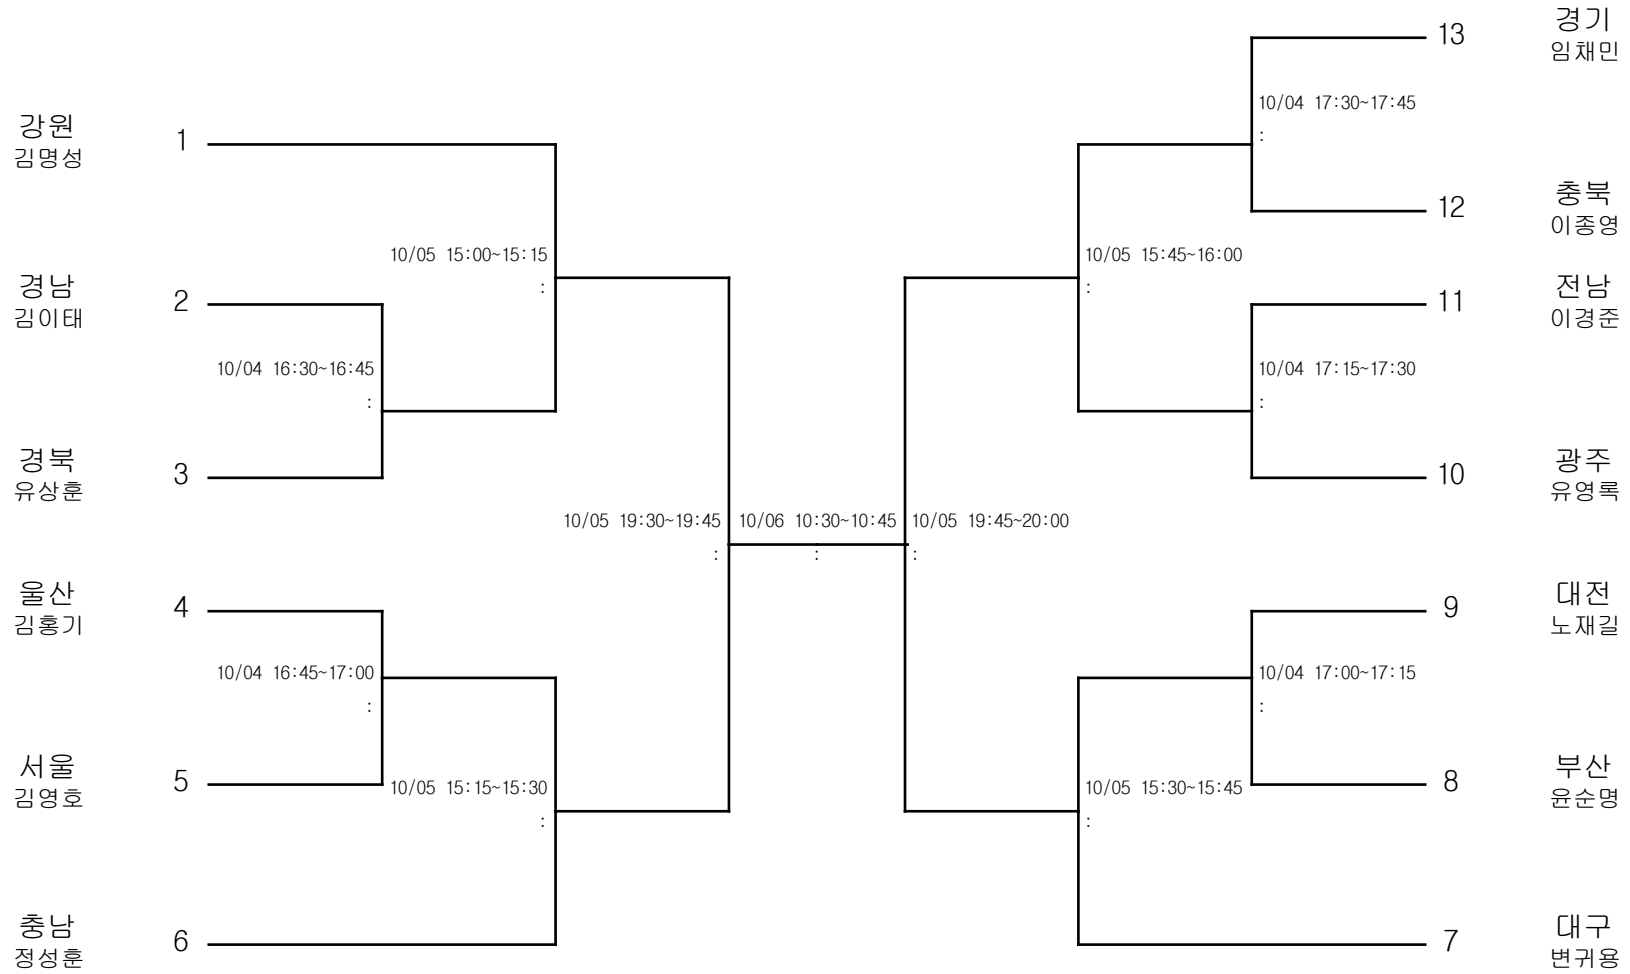 경기
13
임채민
10/04 17:30~17:45
:
강원
1
김명성
충북
12
이종영
10/05 15:00~15:15
:
10/05 15:45~16:00
:
경남
2
김이태
전남
11
이경준
10/04 16:30~16:45
:
10/04 17:15~17:30
:
경북
3
유상훈
광주
10
유영록
10/05 19:30~19:45
:
10/06 10:30~10:45
:
10/05 19:45~20:00
:
울산
4
김홍기
대전
9
노재길
10/04 16:45~17:00
:
10/04 17:00~17:15
:
서울
5
김영호
부산
8
윤순명
10/05 15:15~15:30
:
10/05 15:30~15:45
:
충남
6
정성훈
대구
7
변귀용